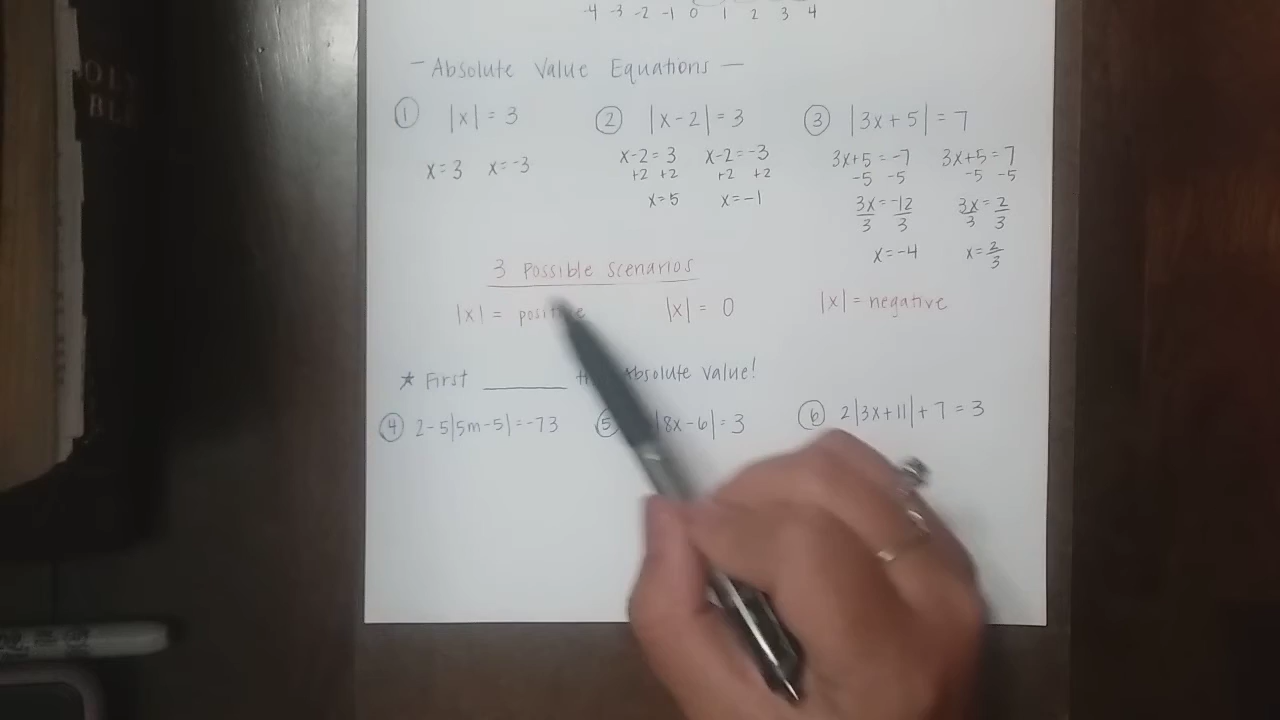 -4 -3 -2 -1 0 1 2 3 4
- Absolute Value Equations -
① |x| = 3
x=3 x=-3
② |x-2| = 3
x-2=3 x-2=-3
+2 +2 +2 +2
x=5 x=-1
③ |3x+5| = 7
3x+5=-7 3x+5=7
-5 -5 -5 -5
3x/3=-12/3 3x/3=2/3
x=-4 x=2/3
3 possible scenarios
|x| = positive |x| = 0 |x| = negative
★ First ________ Absolute Value!
④ 2-5|5m-5|=-73
⑤ |8x-6|=3
⑥ 2|3x+11|+7=3